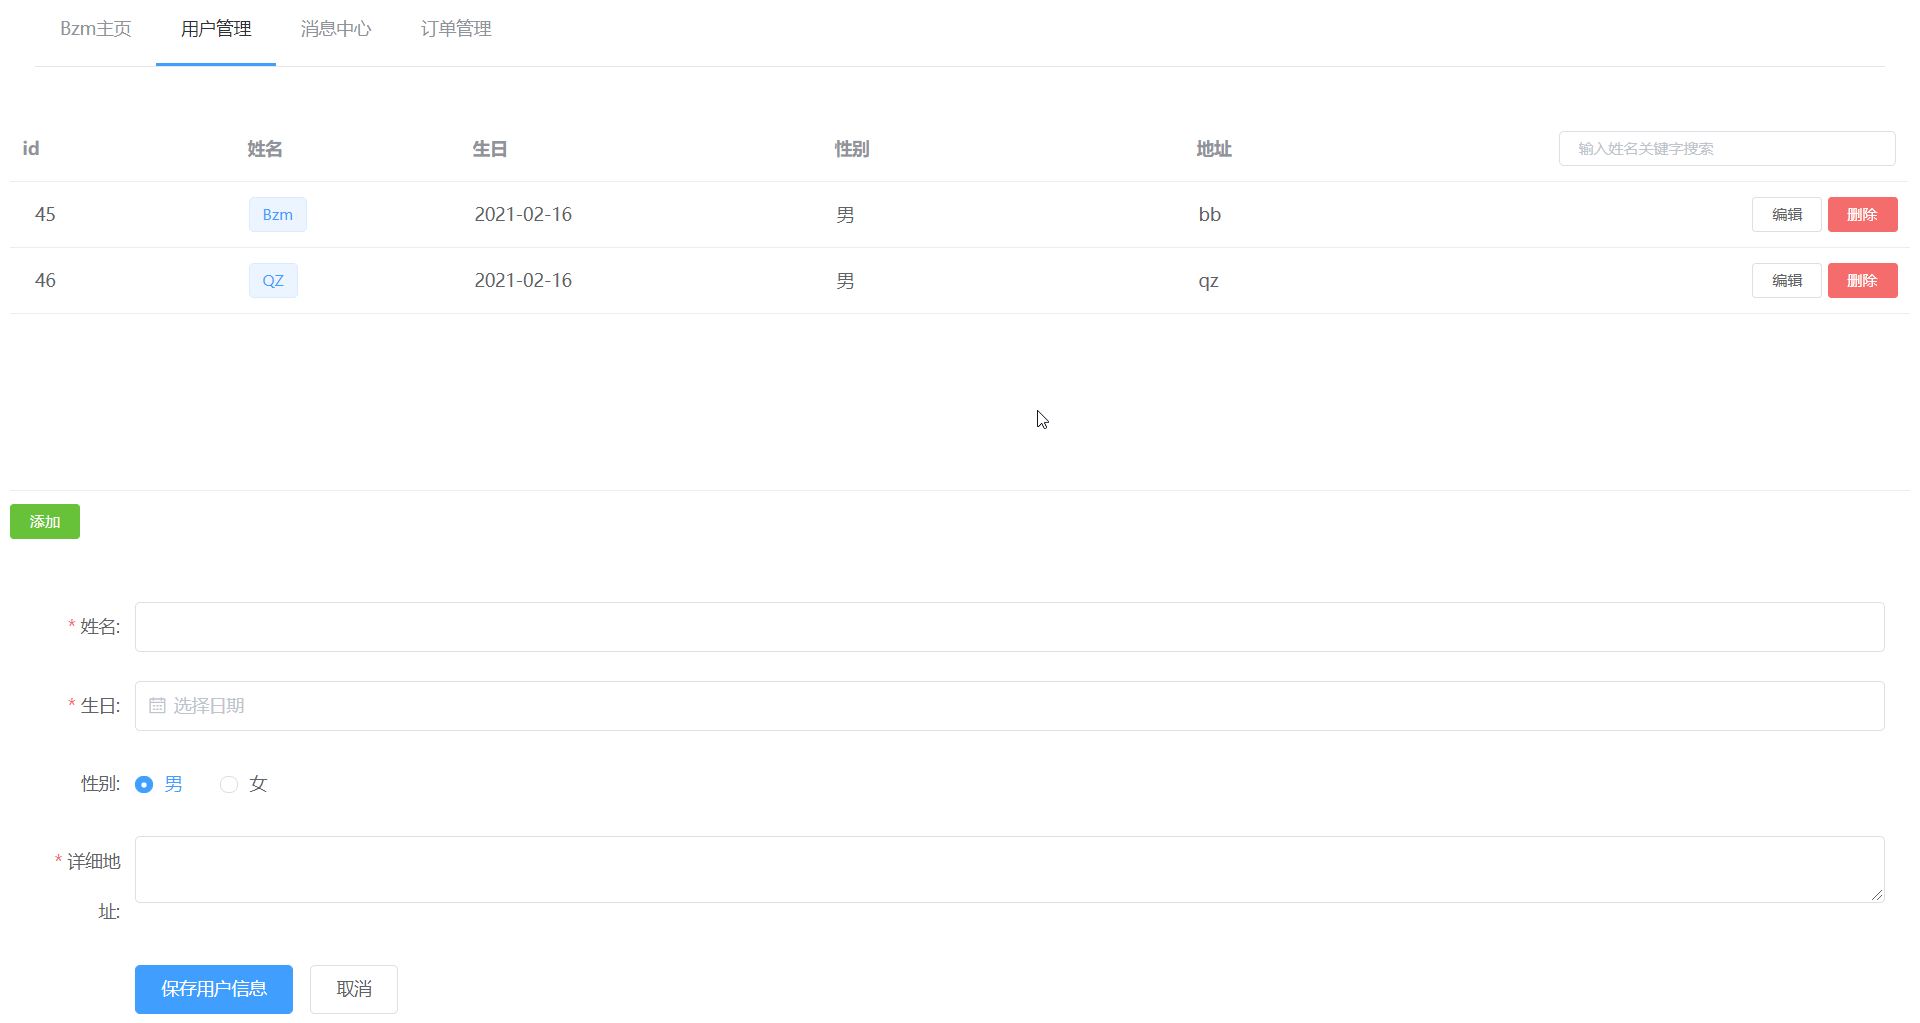 Bzm主页 用户管理 消息中心 订单管理
id 姓名 生日 性别 地址 输入姓名关键字搜索
45 Bzm 2021-02-16 男 bb 编辑 删除
46 QZ 2021-02-16 男 qz 编辑 删除
添加
* 姓名:
* 生日: 选择日期
性别: 男 女
* 详细地
址:
保存用户信息 取消